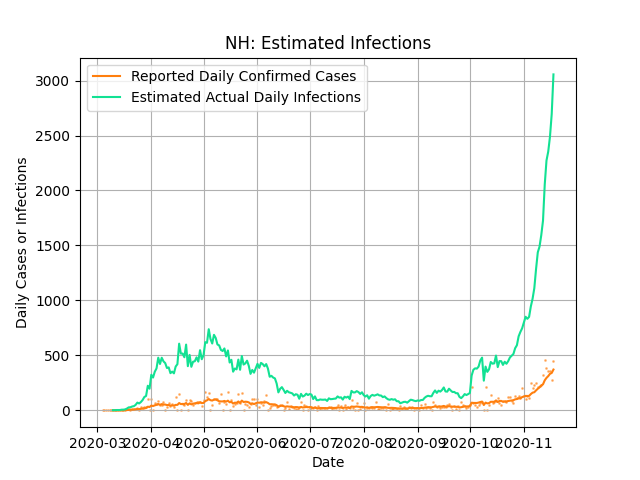 NH: Estimated Infections
Reported Daily Confirmed Cases
Estimated Actual Daily Infections
Daily Cases or Infections
3000
2500
2000
1500
1000
500
0
2020-03 2020-04 2020-05 2020-06 2020-07 2020-08 2020-09 2020-10 2020-11
Date